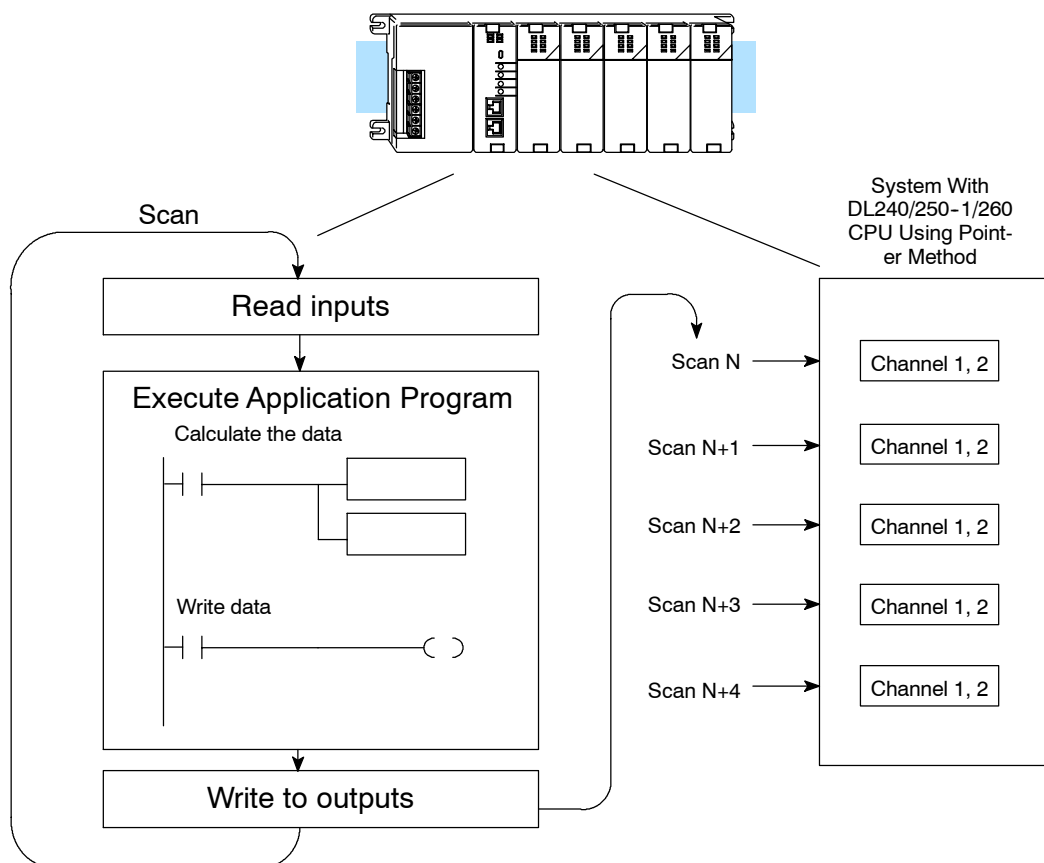 System With
DL240/250-1/260
CPU Using Point-
er Method
Scan
Read inputs
Execute Application Program
Calculate the data
Write data
Write to outputs
Scan N
Channel 1, 2
Scan N+1
Channel 1, 2
Scan N+2
Channel 1, 2
Scan N+3
Channel 1, 2
Scan N+4
Channel 1, 2